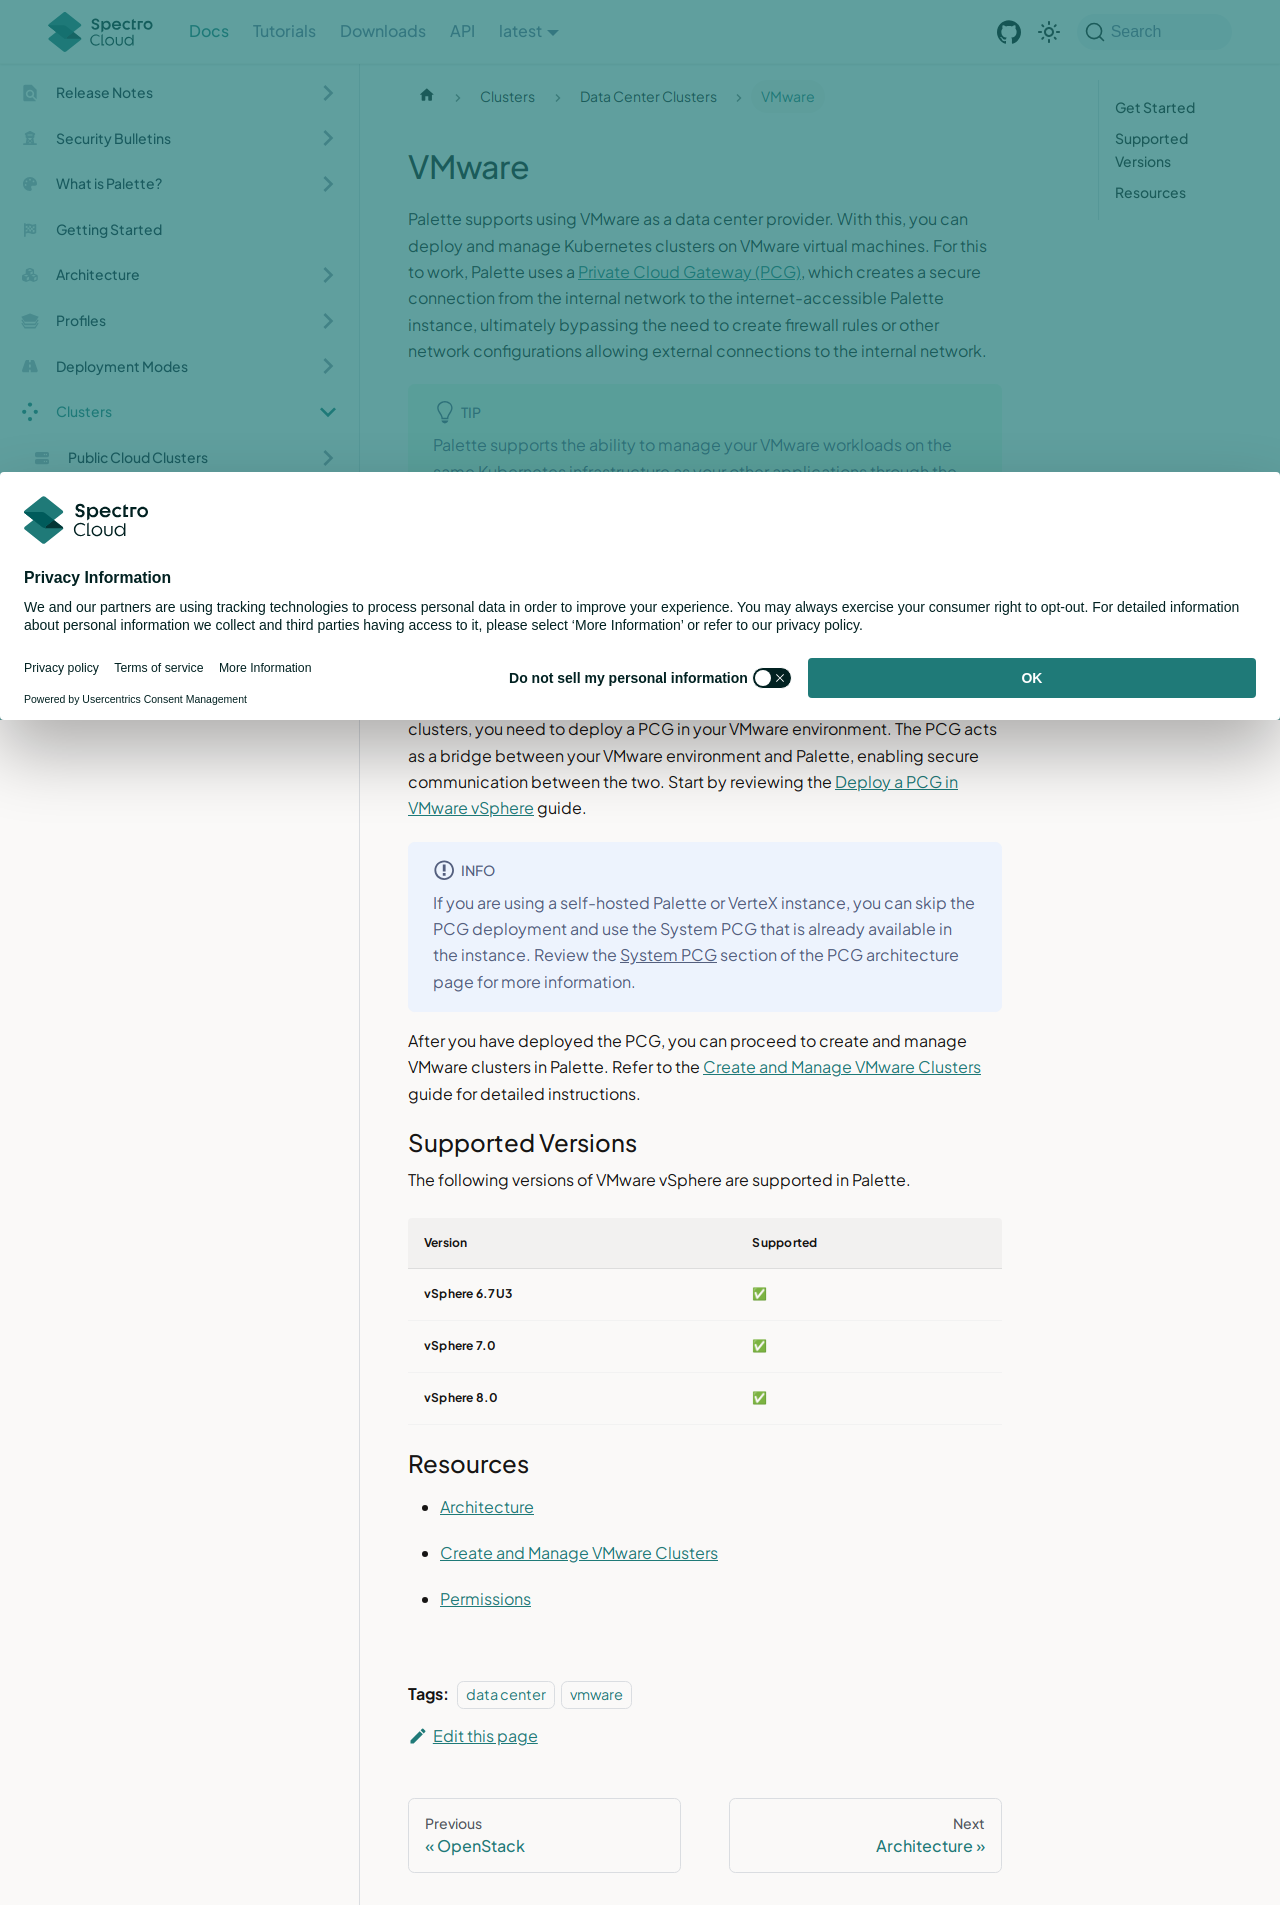 Spectro
Cloud
Docs
Tutorials
Downloads
API
latest
Search
Release Notes
Security Bulletins
What is Palette?
Getting Started
Architecture
Profiles
Deployment Modes
Clusters
Public Cloud Clusters
Clusters
Data Center Clusters
VMware
VMware
Palette supports using VMware as a data center provider. With this, you can
deploy and manage Kubernetes clusters on VMware virtual machines. For this
to work, Palette uses a Private Cloud Gateway (PCG), which creates a secure
connection from the internal network to the internet-accessible Palette
instance, ultimately bypassing the need to create firewall rules or other
network configurations allowing external connections to the internal network.
TIP
Palette supports the ability to manage your VMware workloads on the
same Kubernetes infrastructure as your other applications through the
Get Started
Supported
Versions
Resources
Spectro
Cloud
Privacy Information
We and our partners are using tracking technologies to process personal data in order to improve your experience. You may always exercise your consumer right to opt-out. For detailed information
about personal information we collect and third parties having access to it, please select ‘More Information’ or refer to our privacy policy.
Privacy policy
Terms of service
More Information
Powered by Usercentrics Consent Management
Do not sell my personal information
OK
clusters, you need to deploy a PCG in your VMware environment. The PCG acts
as a bridge between your VMware environment and Palette, enabling secure
communication between the two. Start by reviewing the Deploy a PCG in
VMware vSphere guide.
INFO
If you are using a self-hosted Palette or VerteX instance, you can skip the
PCG deployment and use the System PCG that is already available in
the instance. Review the System PCG section of the PCG architecture
page for more information.
After you have deployed the PCG, you can proceed to create and manage
VMware clusters in Palette. Refer to the Create and Manage VMware Clusters
guide for detailed instructions.
Supported Versions
The following versions of VMware vSphere are supported in Palette.
Version Supported
vSphere 6.7U3 ✅
vSphere 7.0 ✅
vSphere 8.0 ✅
Resources
Architecture
Create and Manage VMware Clusters
Permissions
Tags: data center vmware
Edit this page
Previous
« OpenStack
Next
Architecture »